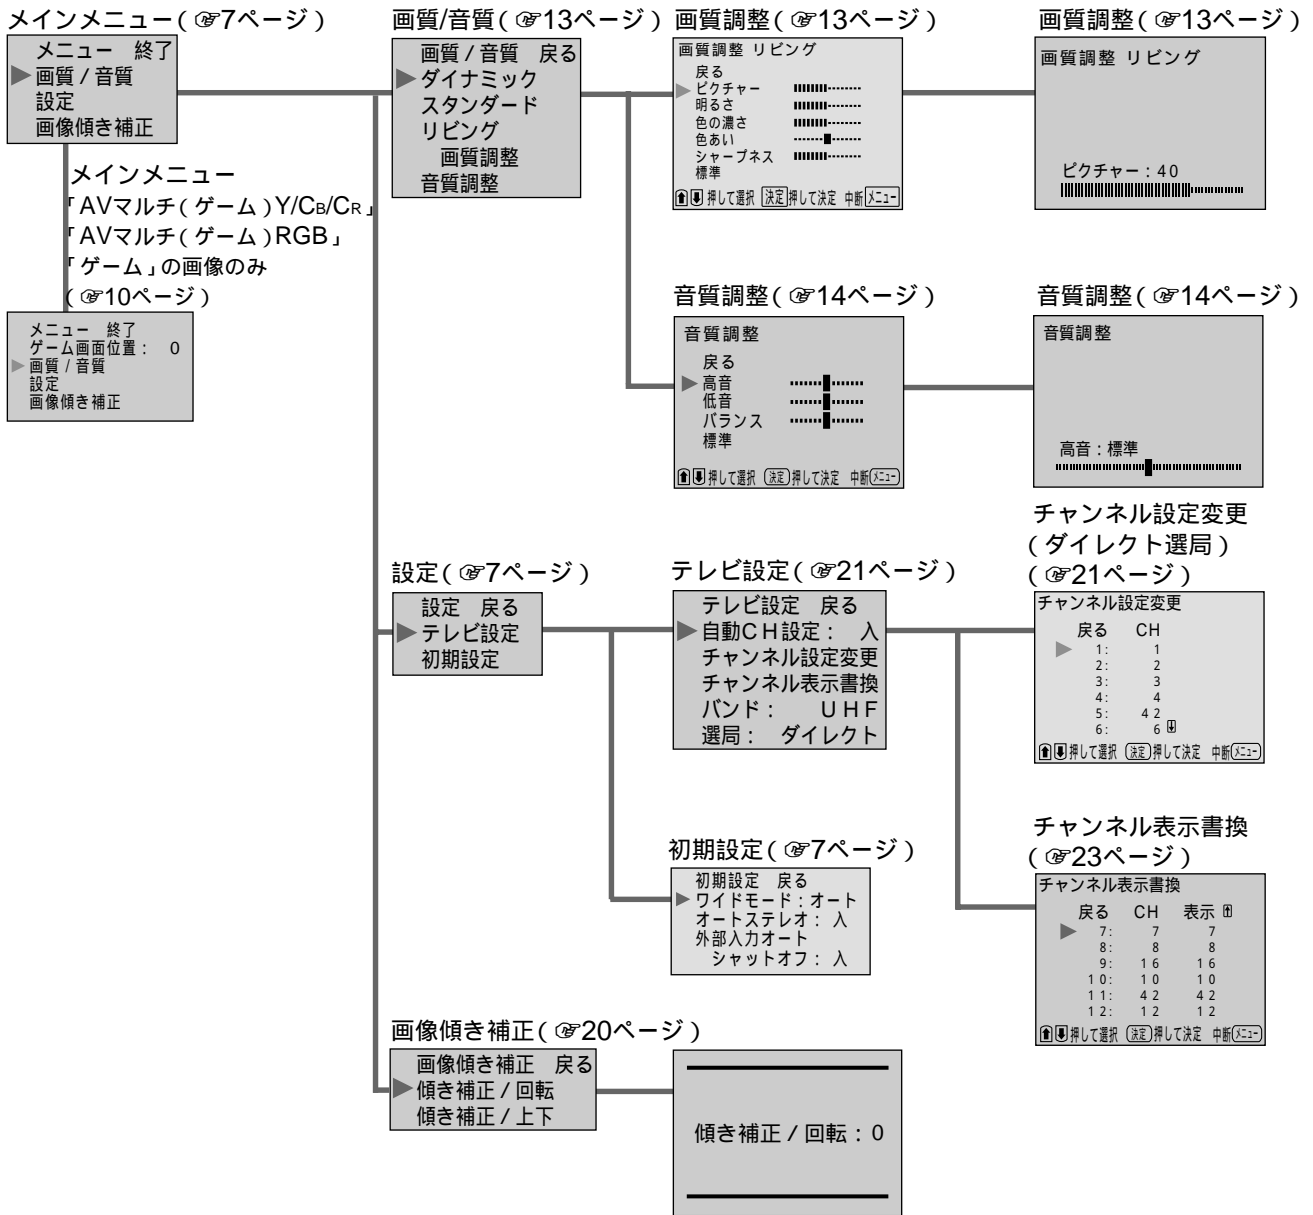 メインメニュー(☞7ページ)
メニュー 終了
画質/音質
設定
画像傾き補正
メインメニュー
「AVマルチ(ゲーム)Y/CB/CR」
「AVマルチ(ゲーム)RGB」
「ゲーム」の画像のみ
(☞10ページ)
メニュー 終了
ゲーム画面位置: 0
画質/音質
設定
画像傾き補正
画質/音質(☞13ページ)
画質/音質 戻る
ダイナミック
スタンダード
リビング
画質調整
音質調整
画質調整(☞13ページ)
画質調整 リビング
戻る
ピクチャー
明るさ
色の濃さ
色あい
シャープネス
標準
押して選択 決定 押して決定 中断 メニュー
画質調整(☞13ページ)
画質調整 リビング
ピクチャー:40
音質調整(☞14ページ)
音質調整
戻る
高音
低音
バランス
標準
押して選択 決定 押して決定 中断 メニュー
音質調整(☞14ページ)
音質調整
高音:標準
設定(☞7ページ)
設定 戻る
テレビ設定
初期設定
テレビ設定(☞21ページ)
テレビ設定 戻る
自動CH設定: 入
チャンネル設定変更
チャンネル表示書換
バンド: UHF
選局: ダイレクト
チャンネル設定変更
(ダイレクト選局)
(☞21ページ)
チャンネル設定変更
戻る CH
1: 1
2: 2
3: 3
4: 4
5: 42
6: 6
押して選択 決定 押して決定 中断 メニュー
初期設定(☞7ページ)
初期設定 戻る
ワイドモード:オート
オートステレオ: 入
外部入力オート
シャットオフ: 入
チャンネル表示書換
(☞23ページ)
チャンネル表示書換
戻る CH 表示
7: 7 7
8: 8 8
9: 16 16
10: 10 10
11: 42 42
12: 12 12
押して選択 決定 押して決定 中断 メニュー
画像傾き補正(☞20ページ)
画像傾き補正 戻る
傾き補正/回転
傾き補正/上下
傾き補正/回転:0